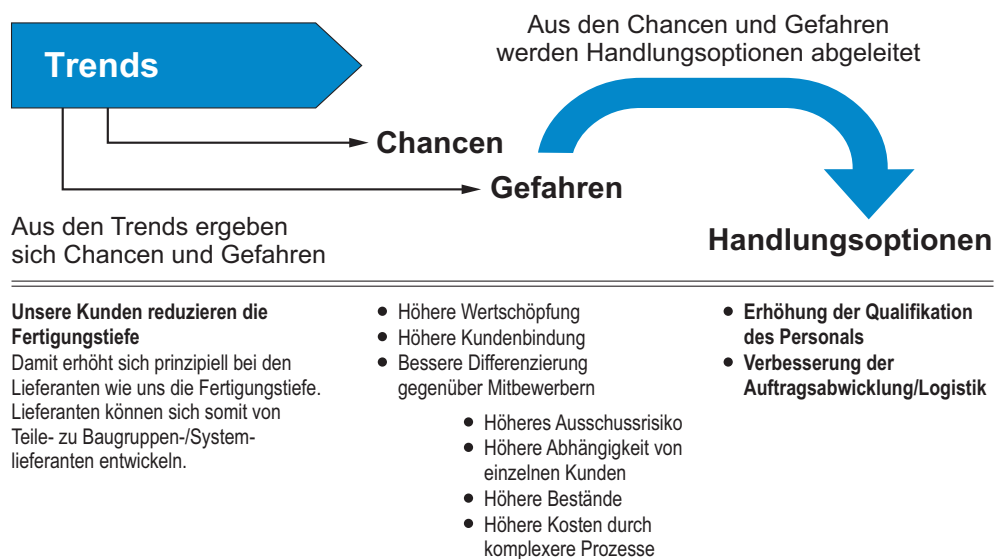 Trends
Aus den Chancen und Gefahren
werden Handlungsoptionen abgeleitet
Chancen
Gefahren
Aus den Trends ergeben
sich Chancen und Gefahren
Handlungsoptionen
Unsere Kunden reduzieren die
Fertigungstiefe
Damit erhöht sich prinzipiell bei den
Lieferanten wie uns die Fertigungstiefe.
Lieferanten können sich somit von
Teile- zu Baugruppen-/System-
lieferanten entwickeln.
• Höhere Wertschöpfung
• Höhere Kundenbindung
• Bessere Differenzierung
gegenüber Mitbewerbern
• Höheres Ausschussrisiko
• Höhere Abhängigkeit von
einzelnen Kunden
• Höhere Bestände
• Höhere Kosten durch
komplexere Prozesse
• Erhöhung der Qualifikation
des Personals
• Verbesserung der
Auftragsabwicklung/Logistik